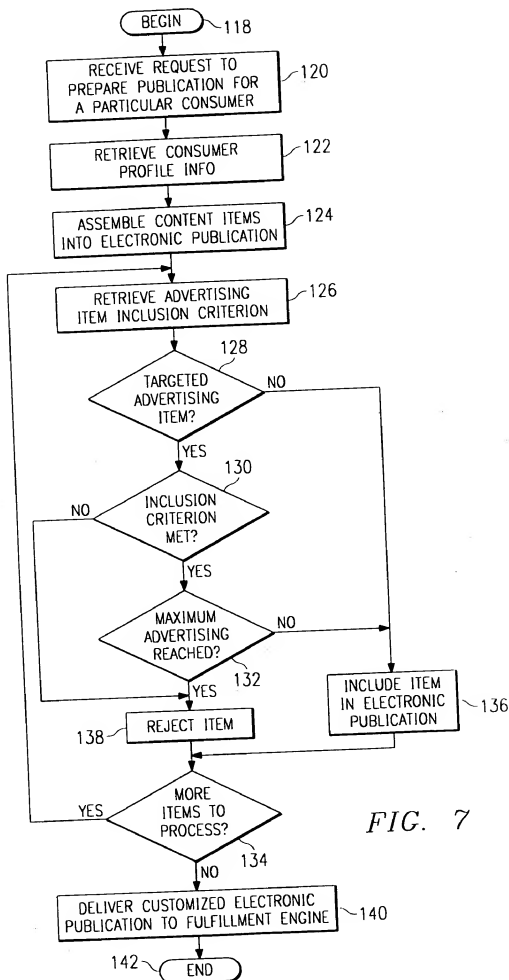 BEGIN
118
RECEIVE REQUEST TO
PREPARE PUBLICATION FOR
A PARTICULAR CONSUMER
120
RETRIEVE CONSUMER
PROFILE INFO
122
ASSEMBLE CONTENT ITEMS
INTO ELECTRONIC PUBLICATION
124
RETRIEVE ADVERTISING
ITEM INCLUSION CRITERION
126
128
TARGETED
ADVERTISING
ITEM?
NO
YES
130
NO
INCLUSION
CRITERION
MET?
YES
MAXIMUM
ADVERTISING
REACHED?
NO
132
YES
INCLUDE ITEM
IN ELECTRONIC
PUBLICATION
136
138
REJECT ITEM
YES
MORE
ITEMS TO
PROCESS?
134
FIG. 7
NO
DELIVER CUSTOMIZED ELECTRONIC
PUBLICATION TO FULFILLMENT ENGINE
140
142
END